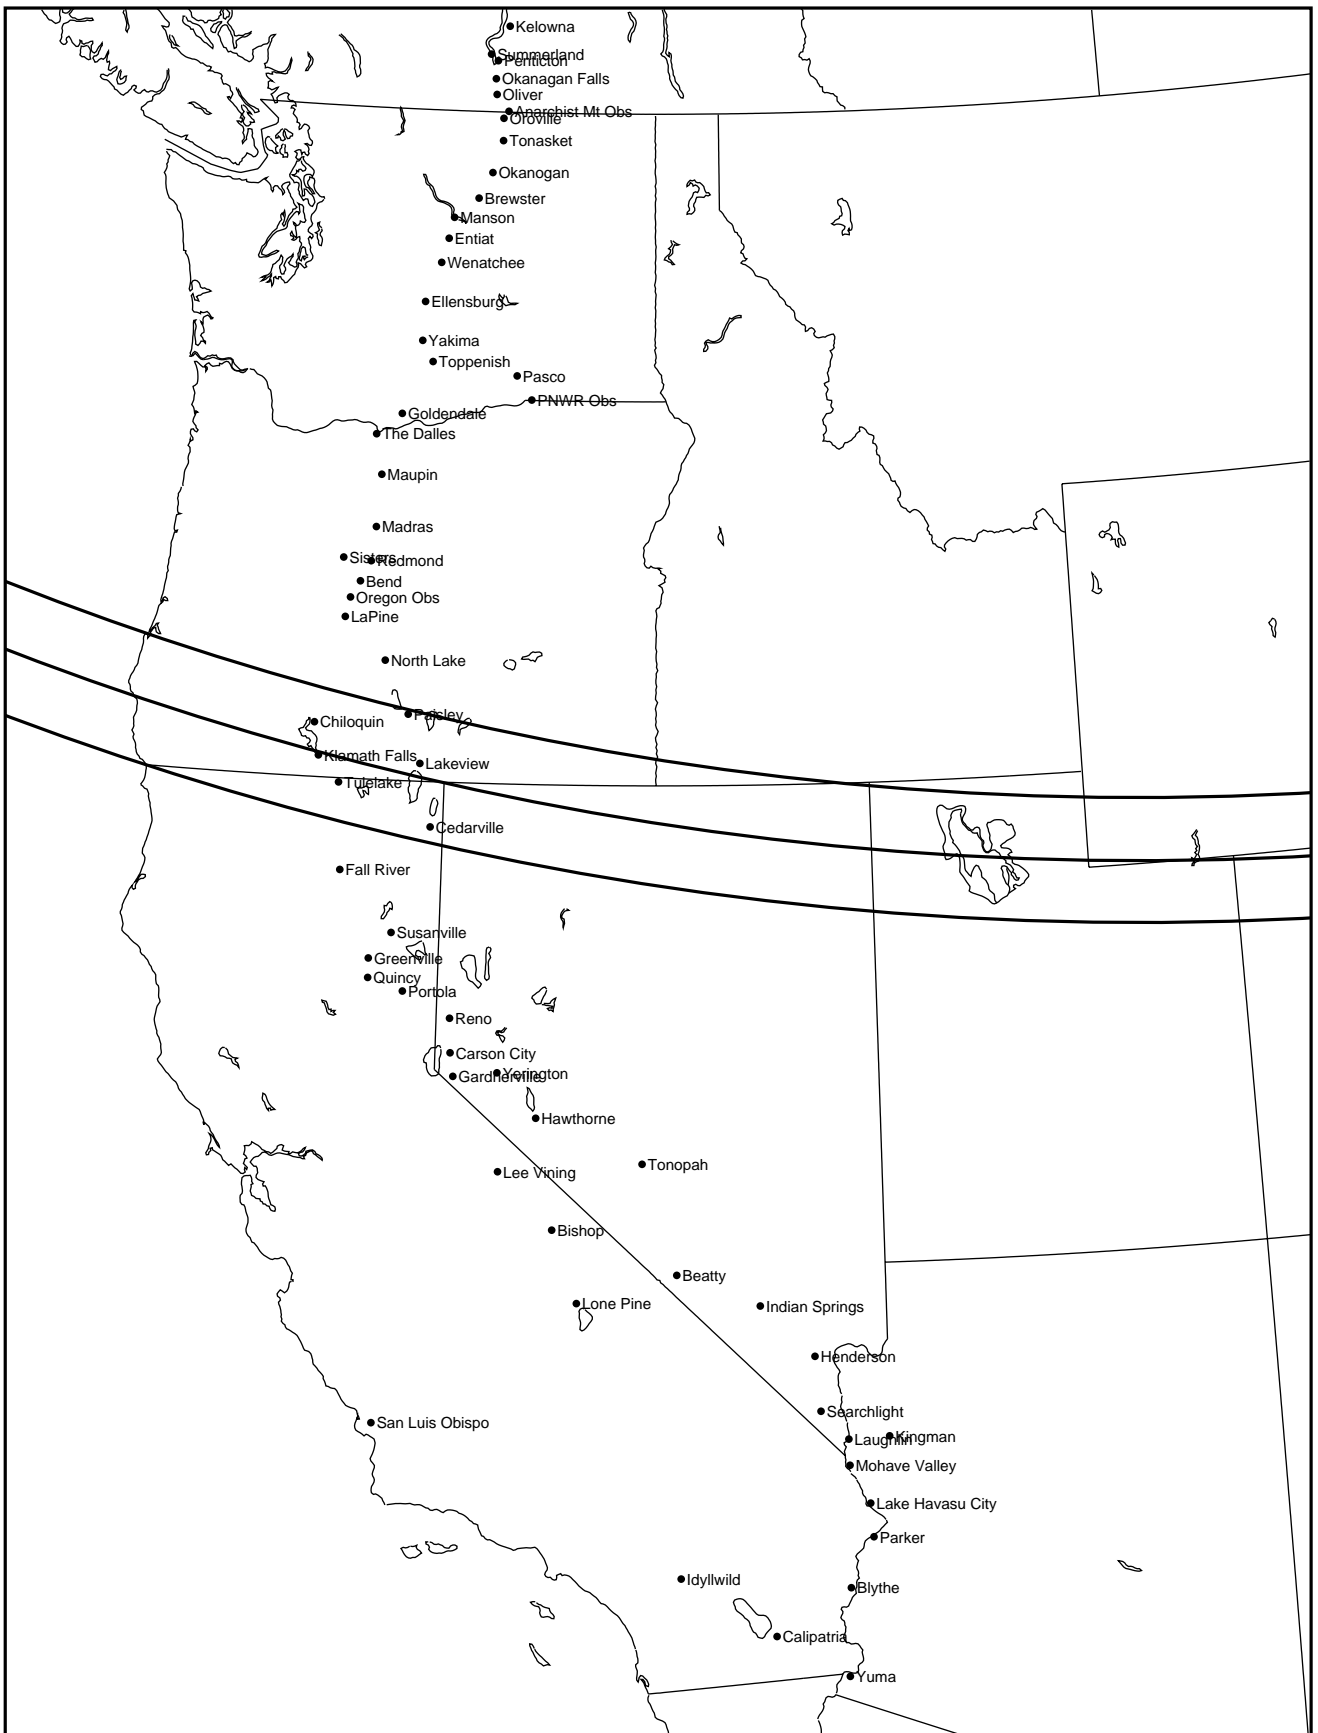 Kelowna
Summerland
Penticton
Okanagan Falls
Oliver
Anarchist Mt Obs
Oroville
Tonasket
Okanogan
Brewster
Manson
Entiat
Wenatchee
Ellensburg
Yakima
Toppenish
Pasco
PNWR Obs
Goldendale
The Dalles
Maupin
Madras
Sisters
Redmond
Bend
Oregon Obs
LaPine
North Lake
Paisley
Chiloquin
Klamath Falls
Lakeview
Tulelake
Cedarville
Fall River
Susanville
Greenville
Quincy
Portola
Reno
Carson City
Yerington
Gardnerville
Hawthorne
Tonopah
Lee Vining
Bishop
Beatty
Lone Pine
Indian Springs
Henderson
Searchlight
San Luis Obispo
Kingman
Laughlin
Mohave Valley
Lake Havasu City
Parker
Idyllwild
Blythe
Calipatria
Yuma